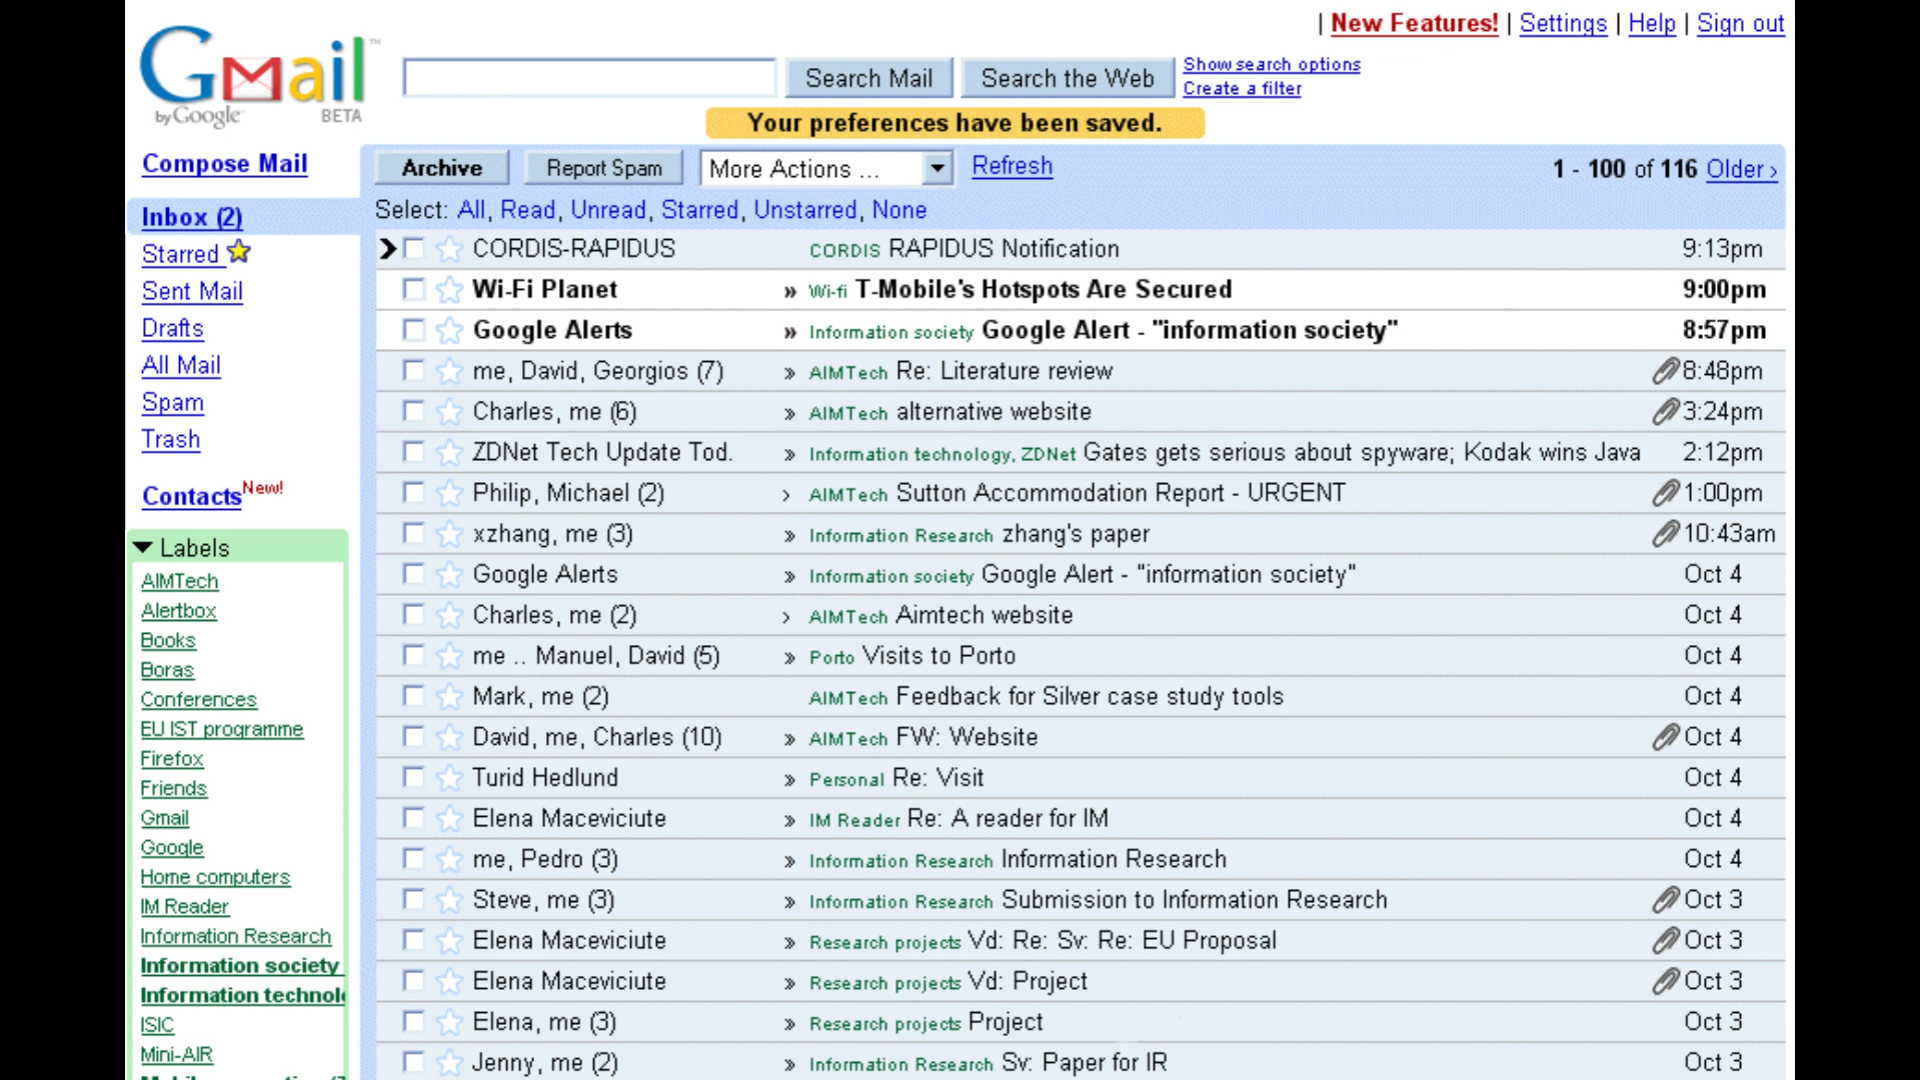 | New Features! | Settings | Help | Sign out
Gmail™
by Google BETA
Search Mail Search the Web Show search options
Create a filter
Your preferences have been saved.
Compose Mail
Inbox (2)
Starred
Sent Mail
Drafts
All Mail
Spam
Trash
Contacts New!
Labels
AIMTech
Alertbox
Books
Boras
Conferences
EU IST programme
Firefox
Friends
Gmail
Google
Home computers
IM Reader
Information Research
Information society
Information technol
ISIC
Mini-AIR
Archive Report Spam More Actions ... Refresh 1 - 100 of 116 Older ›
Select: All, Read, Unread, Starred, Unstarred, None
CORDIS-RAPIDUS CORDIS RAPIDUS Notification 9:13pm
Wi-Fi Planet » Wi-fi T-Mobile's Hotspots Are Secured 9:00pm
Google Alerts » Information society Google Alert - "information society" 8:57pm
me, David, Georgios (7) » AIMTech Re: Literature review 8:48pm
Charles, me (6) » AIMTech alternative website 3:24pm
ZDNet Tech Update Tod. » Information technology, ZDNet Gates gets serious about spyware; Kodak wins Java 2:12pm
Philip, Michael (2) › AIMTech Sutton Accommodation Report - URGENT 1:00pm
xzhang, me (3) » Information Research zhang's paper 10:43am
Google Alerts » Information society Google Alert - "information society" Oct 4
Charles, me (2) › AIMTech Aimtech website Oct 4
me .. Manuel, David (5) » Porto Visits to Porto Oct 4
Mark, me (2) AIMTech Feedback for Silver case study tools Oct 4
David, me, Charles (10) » AIMTech FW: Website Oct 4
Turid Hedlund » Personal Re: Visit Oct 4
Elena Maceviciute » IM Reader Re: A reader for IM Oct 4
me, Pedro (3) » Information Research Information Research Oct 4
Steve, me (3) » Information Research Submission to Information Research Oct 3
Elena Maceviciute » Research projects Vd: Re: Sv: Re: EU Proposal Oct 3
Elena Maceviciute » Research projects Vd: Project Oct 3
Elena, me (3) » Research projects Project Oct 3
Jenny, me (2) » Information Research Sv: Paper for IR Oct 3